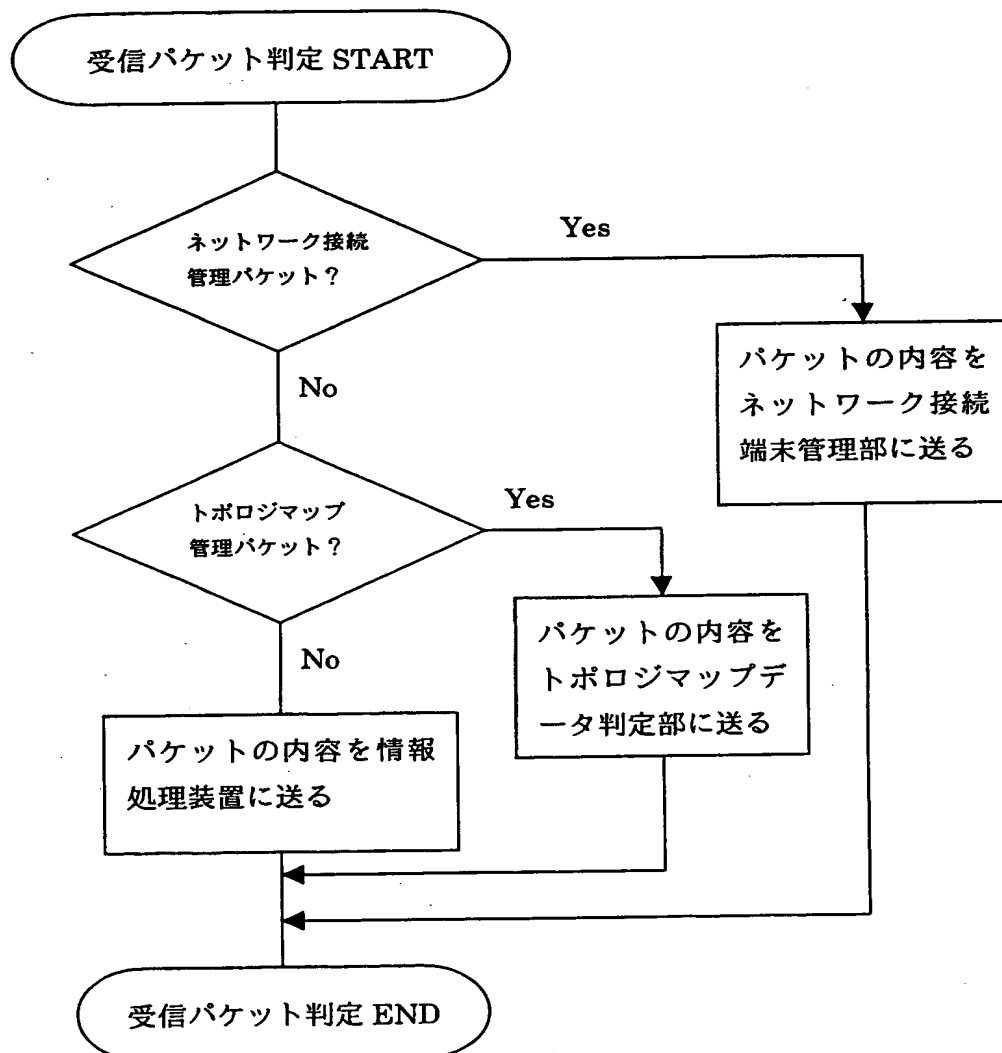 受信パケット判定 START
ネットワーク接続
管理パケット？
Yes
パケットの内容を
ネットワーク接続
端末管理部に送る
No
トポロジマップ
管理パケット？
Yes
パケットの内容を
トポロジマップデ
ータ判定部に送る
No
パケットの内容を情報
処理装置に送る
受信パケット判定 END